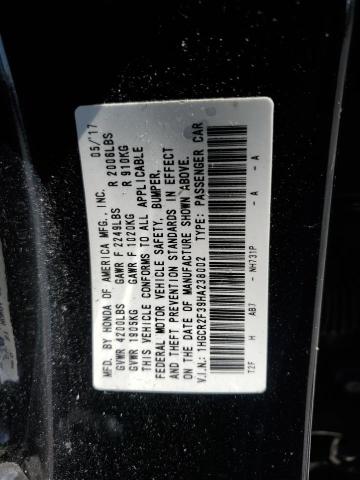 MFD. BY HONDA OF AMERICA MFG., INC. 05/17
GVWR 4200LBS GAWR F 2249LBS R 2006LBS
GVWR 1905KG GAWR F 1020KG R 910KG
THIS VEHICLE CONFORMS TO ALL APPLICABLE
FEDERAL MOTOR VEHICLE SAFETY, BUMPER,
AND THEFT PREVENTION STANDARDS IN EFFECT
ON THE DATE OF MANUFACTURE SHOWN ABOVE.
V.I.N.: 1HGCR2F39HA238002 TYPE: PASSENGER CAR
T2F H AB7 - NH731P - A - A